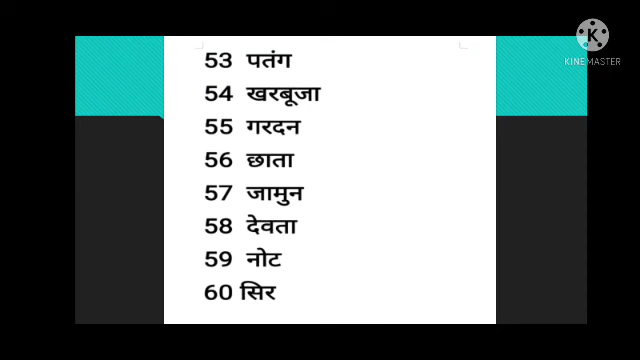 K
KINEMASTER
53 पतंग
54 खरबूजा
55 गरदन
56 छाता
57 जामुन
58 देवता
59 नोट
60 सिर